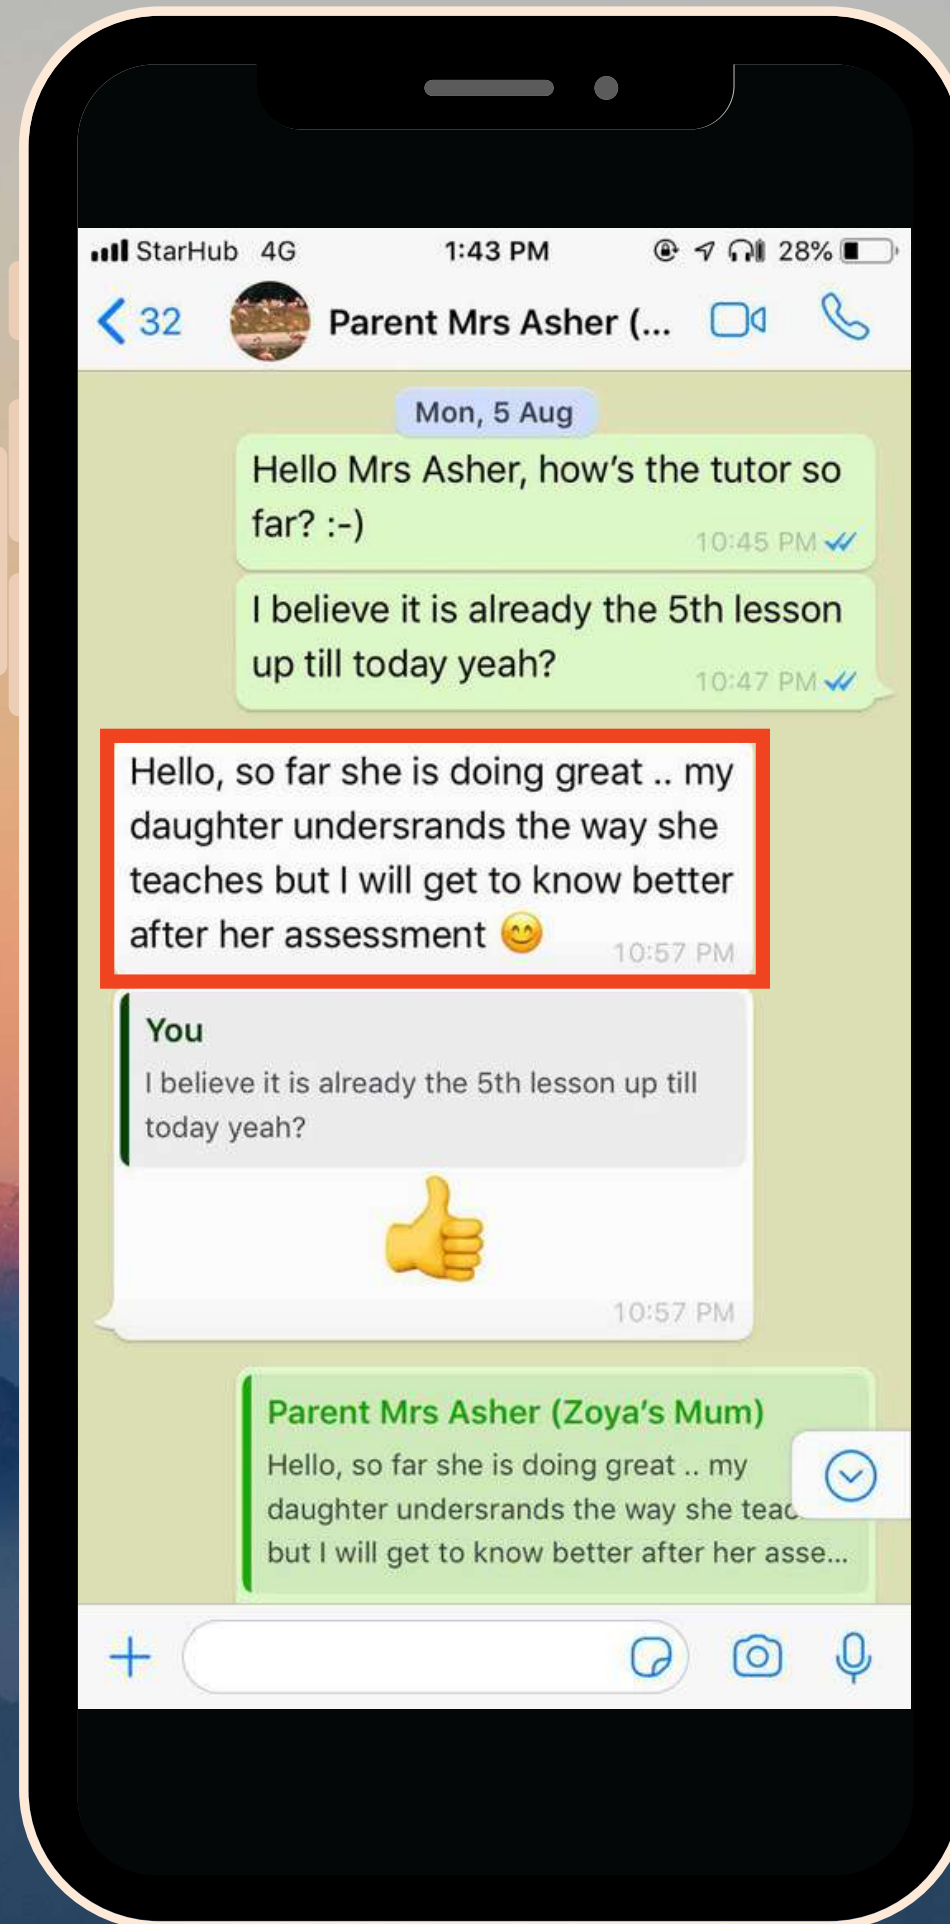 StarHub 4G 1:43 PM 28%
32 Parent Mrs Asher (...
Mon, 5 Aug
Hello Mrs Asher, how's the tutor so
far? :-)
10:45 PM
I believe it is already the 5th lesson
up till today yeah?
10:47 PM
Hello, so far she is doing great .. my
daughter undersrands the way she
teaches but I will get to know better
after her assessment 😊
10:57 PM
You
I believe it is already the 5th lesson up till
today yeah?
👍
10:57 PM
Parent Mrs Asher (Zoya's Mum)
Hello, so far she is doing great .. my
daughter undersrands the way she teac
but I will get to know better after her asse...